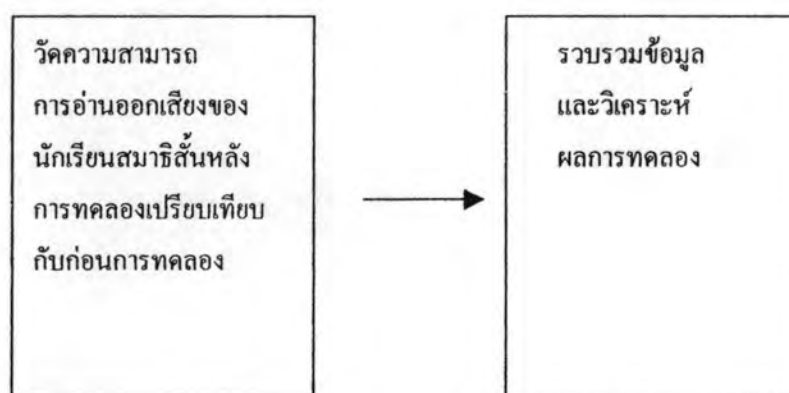 วัดความสามารถ
การอ่านออกเสียงของ
นักเรียนสมาธิสั้นหลัง
การทดลองเปรียบเทียบ
กับก่อนการทดลอง
รวบรวมข้อมูล
และวิเคราะห์
ผลการทดลอง